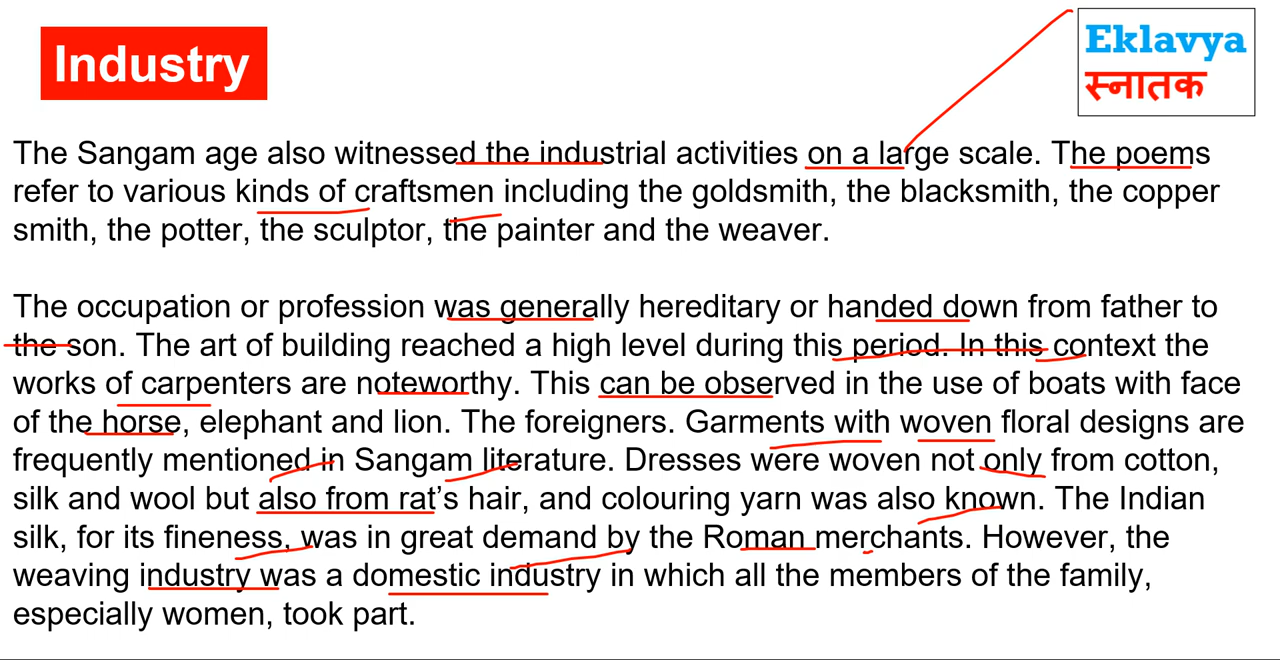 Industry
Eklavya
स्नातक
The Sangam age also witnessed the industrial activities on a large scale. The poems
refer to various kinds of craftsmen including the goldsmith, the blacksmith, the copper
smith, the potter, the sculptor, the painter and the weaver.
The occupation or profession was generally hereditary or handed down from father to
the son. The art of building reached a high level during this period. In this context the
works of carpenters are noteworthy. This can be observed in the use of boats with face
of the horse, elephant and lion. The foreigners. Garments with woven floral designs are
frequently mentioned in Sangam literature. Dresses were woven not only from cotton,
silk and wool but also from rat’s hair, and colouring yarn was also known. The Indian
silk, for its fineness, was in great demand by the Roman merchants. However, the
weaving industry was a domestic industry in which all the members of the family,
especially women, took part.